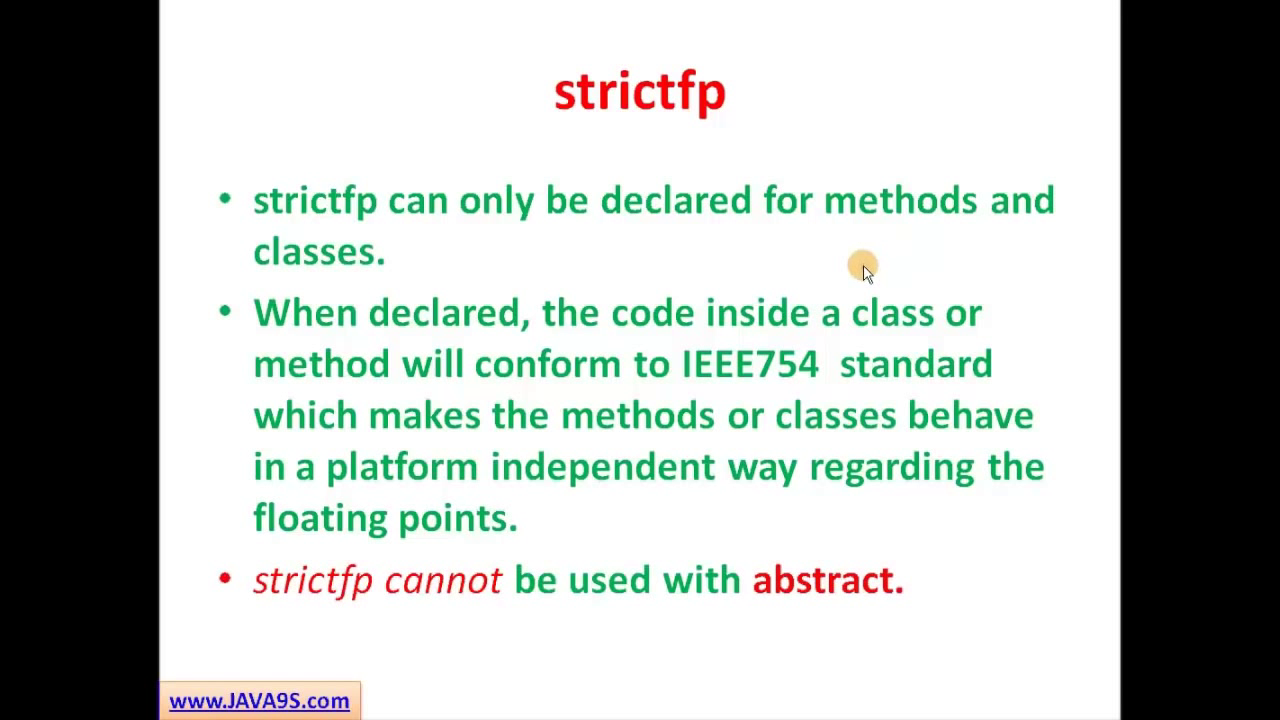 strictfp
• strictfp can only be declared for methods and
classes.
• When declared, the code inside a class or
method will conform to IEEE754 standard
which makes the methods or classes behave
in a platform independent way regarding the
floating points.
• strictfp cannot be used with abstract.
www.JAVA9S.com